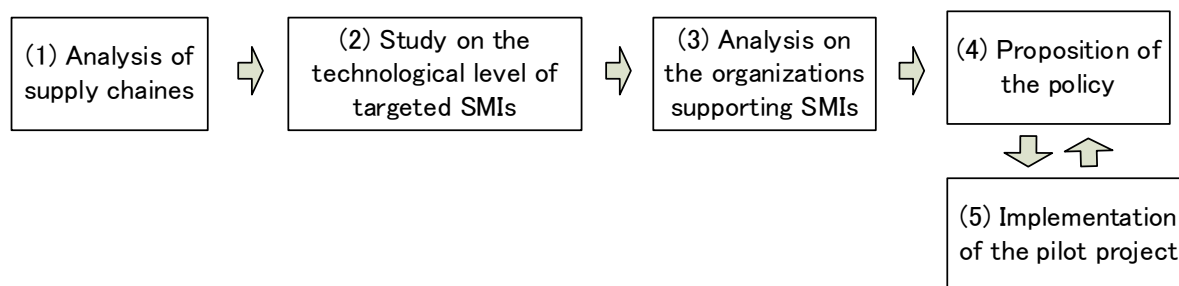 (1) Analysis of
supply chaines
(2) Study on the
technological level of
targeted SMIs
(3) Analysis on
the organizations
supporting SMIs
(4) Proposition of
the policy
(5) Implementation
of the pilot project